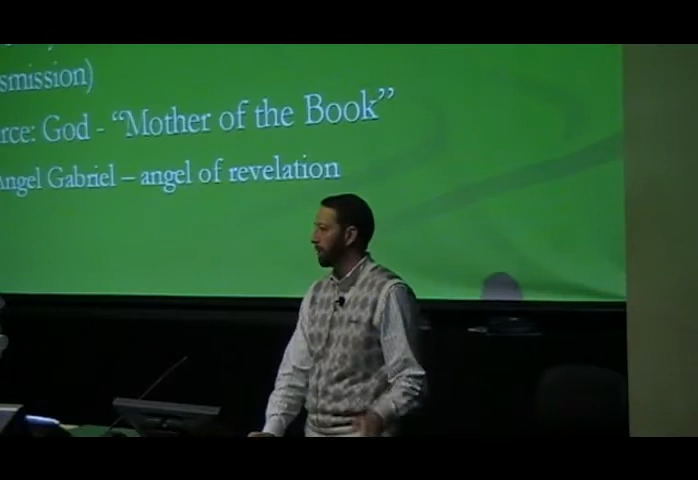 smission)
rce: God - “Mother of the Book”
Angel Gabriel – angel of revelation